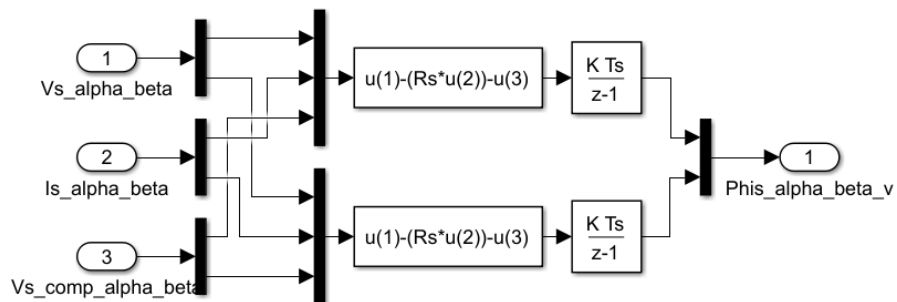 1
Vs_alpha_beta
2
Is_alpha_beta
3
Vs_comp_alpha_beta
u(1)-(Rs*u(2))-u(3)
K Ts
z-1
u(1)-(Rs*u(2))-u(3)
K Ts
z-1
1
Phis_alpha_beta_v